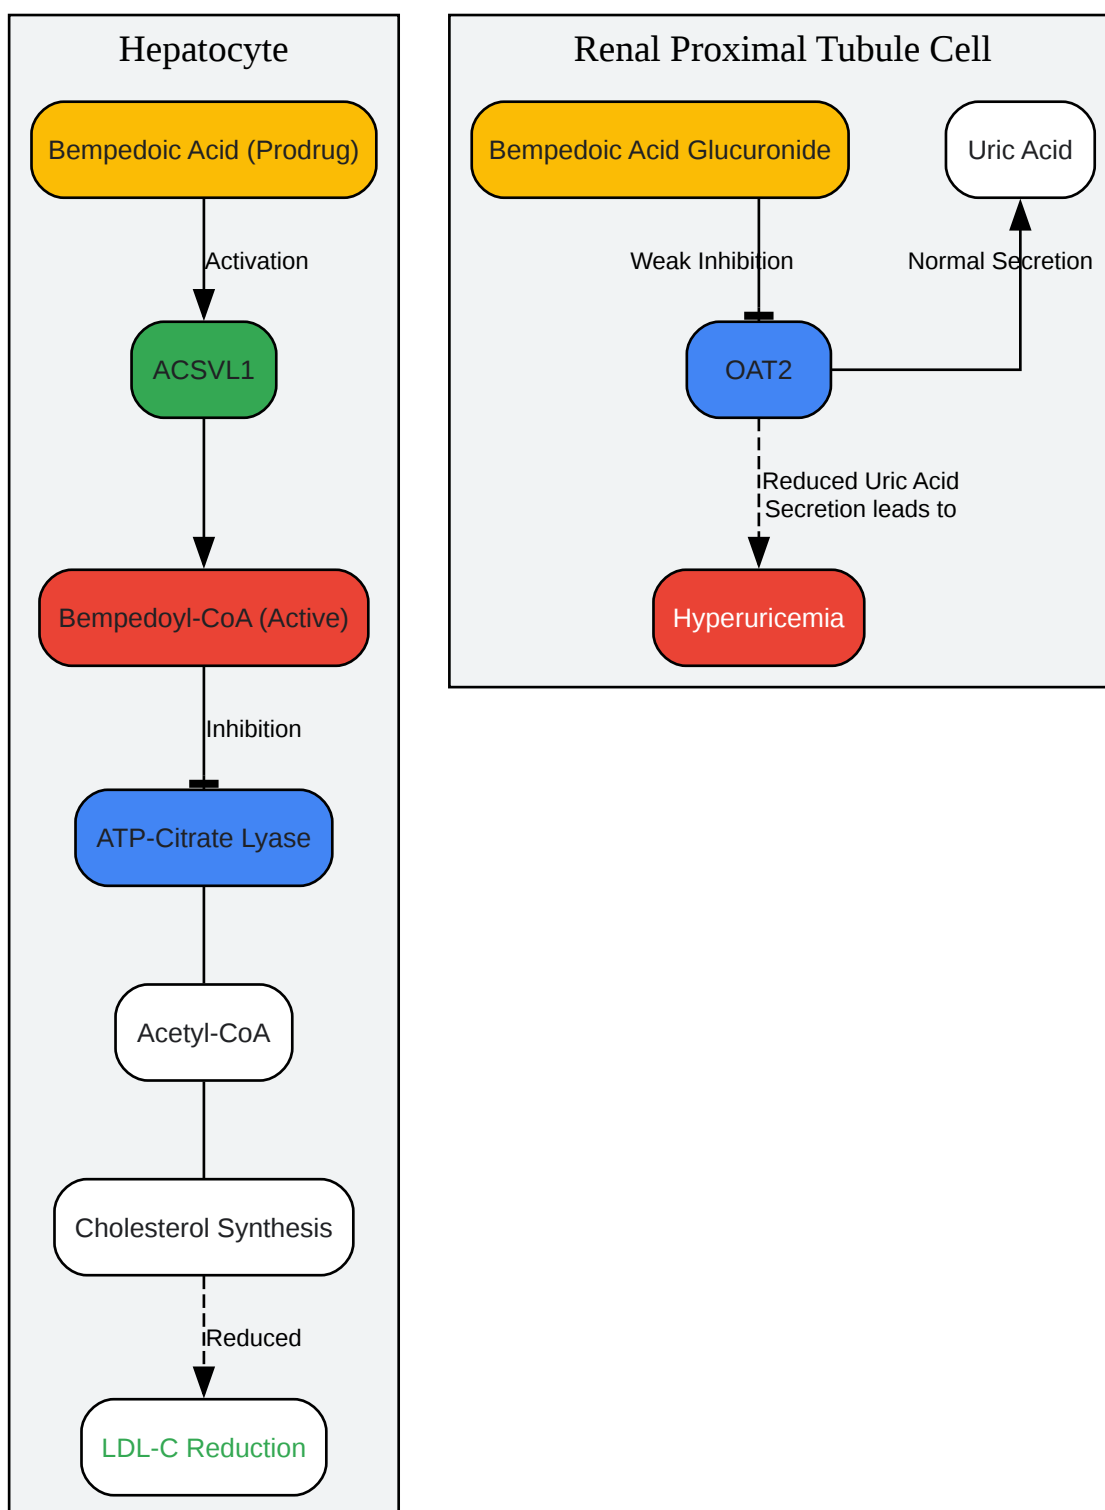 Hepatocyte
Bempedoic Acid (Prodrug)
Activation
ACSVL1
Bempedoyl-CoA (Active)
Inhibition
ATP-Citrate Lyase
Acetyl-CoA
Cholesterol Synthesis
Reduced
LDL-C Reduction
Renal Proximal Tubule Cell
Bempedoic Acid Glucuronide
Uric Acid
Weak Inhibition
Normal Secretion
OAT2
Reduced Uric Acid
Secretion leads to
Hyperuricemia